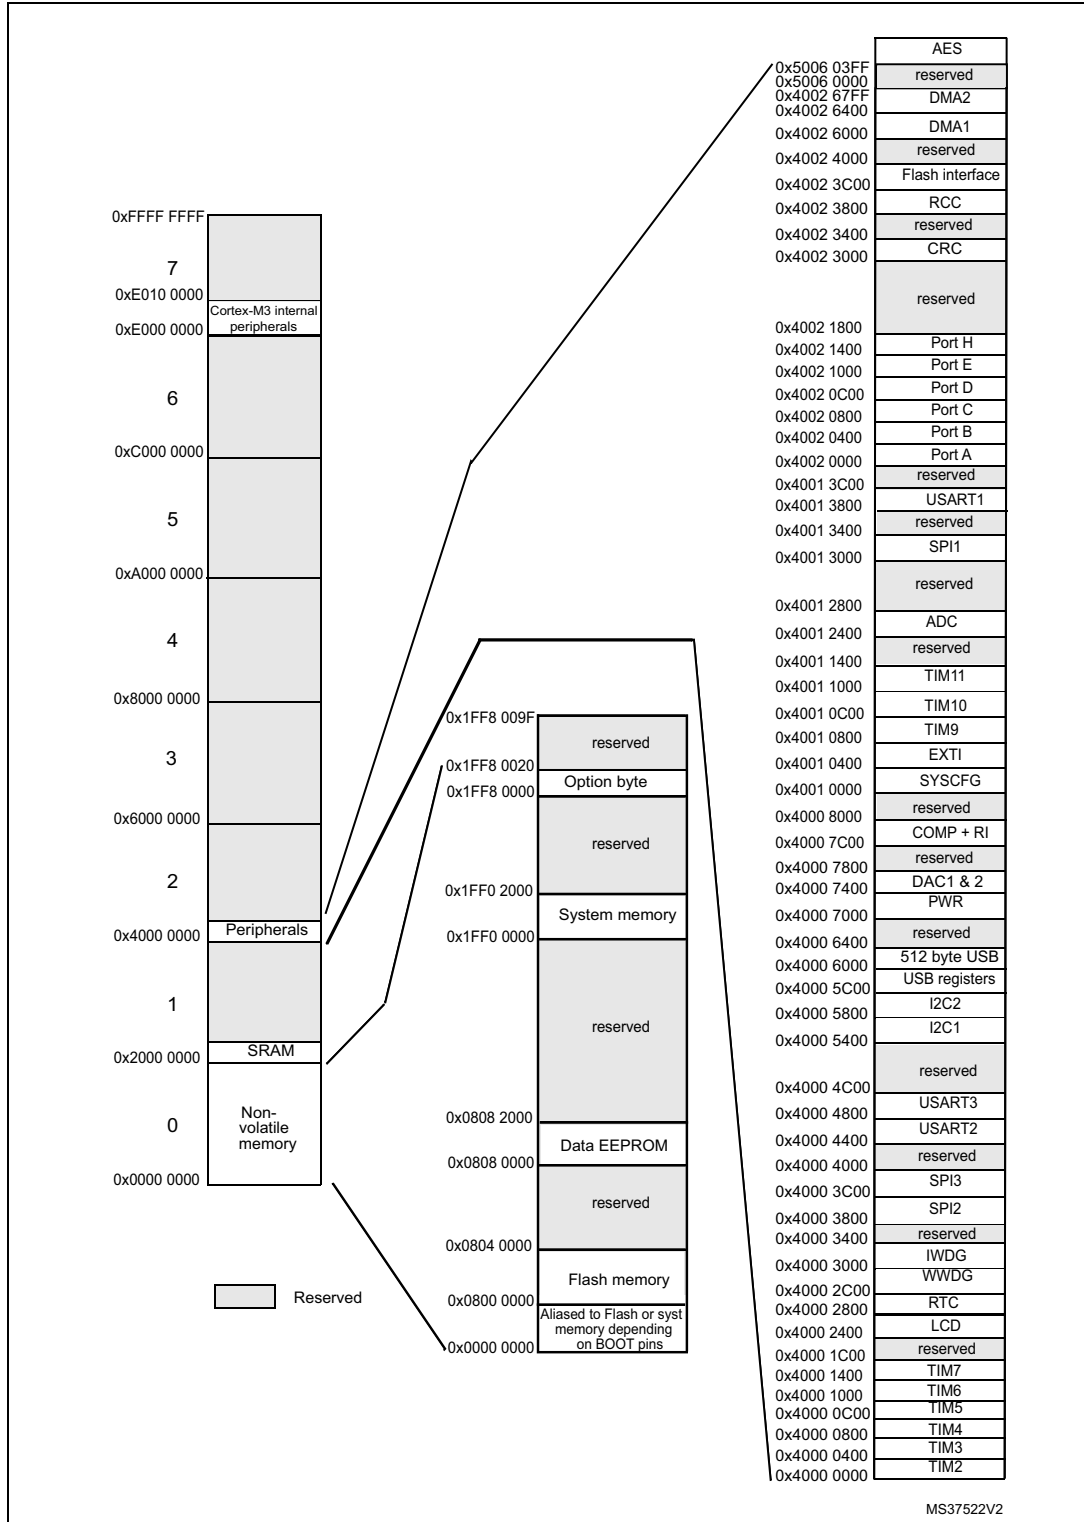 0xFFFF FFFF
7
0xE010 0000
Cortex-M3 internal
peripherals
0xE000 0000
6
0xC000 0000
5
0xA000 0000
4
0x8000 0000
3
0x6000 0000
2
Peripherals
0x4000 0000
1
SRAM
0x2000 0000
0
Non-
volatile
memory
0x0000 0000
Reserved
0x1FF8 009F
reserved
0x1FF8 0020
Option byte
0x1FF8 0000
reserved
0x1FF0 2000
System memory
0x1FF0 0000
reserved
0x0808 2000
Data EEPROM
0x0808 0000
reserved
0x0804 0000
Flash memory
0x0800 0000
Aliased to Flash or syst
memory depending
on BOOT pins
0x0000 0000
AES
0x5006 03FF
reserved
0x5006 0000
0x4002 67FF
DMA2
0x4002 6400
DMA1
0x4002 6000
reserved
0x4002 4000
Flash interface
0x4002 3C00
RCC
0x4002 3800
reserved
0x4002 3400
CRC
0x4002 3000
reserved
0x4002 1800
Port H
0x4002 1400
Port E
0x4002 1000
Port D
0x4002 0C00
Port C
0x4002 0800
Port B
0x4002 0400
Port A
0x4002 0000
reserved
0x4001 3C00
USART1
0x4001 3800
reserved
0x4001 3400
SPI1
0x4001 3000
reserved
0x4001 2800
ADC
0x4001 2400
reserved
0x4001 1400
TIM11
0x4001 1000
TIM10
0x4001 0C00
TIM9
0x4001 0800
EXTI
0x4001 0400
SYSCFG
0x4001 0000
reserved
0x4000 8000
COMP + RI
0x4000 7C00
reserved
0x4000 7800
DAC1 & 2
0x4000 7400
PWR
0x4000 7000
reserved
0x4000 6400
512 byte USB
0x4000 6000
USB registers
0x4000 5C00
I2C2
0x4000 5800
I2C1
0x4000 5400
reserved
0x4000 4C00
USART3
0x4000 4800
USART2
0x4000 4400
reserved
0x4000 4000
SPI3
0x4000 3C00
SPI2
0x4000 3800
reserved
0x4000 3400
IWDG
0x4000 3000
WWDG
0x4000 2C00
RTC
0x4000 2800
LCD
0x4000 2400
reserved
0x4000 1C00
TIM7
0x4000 1400
TIM6
0x4000 1000
TIM5
0x4000 0C00
TIM4
0x4000 0800
TIM3
0x4000 0400
TIM2
0x4000 0000
MS37522V2